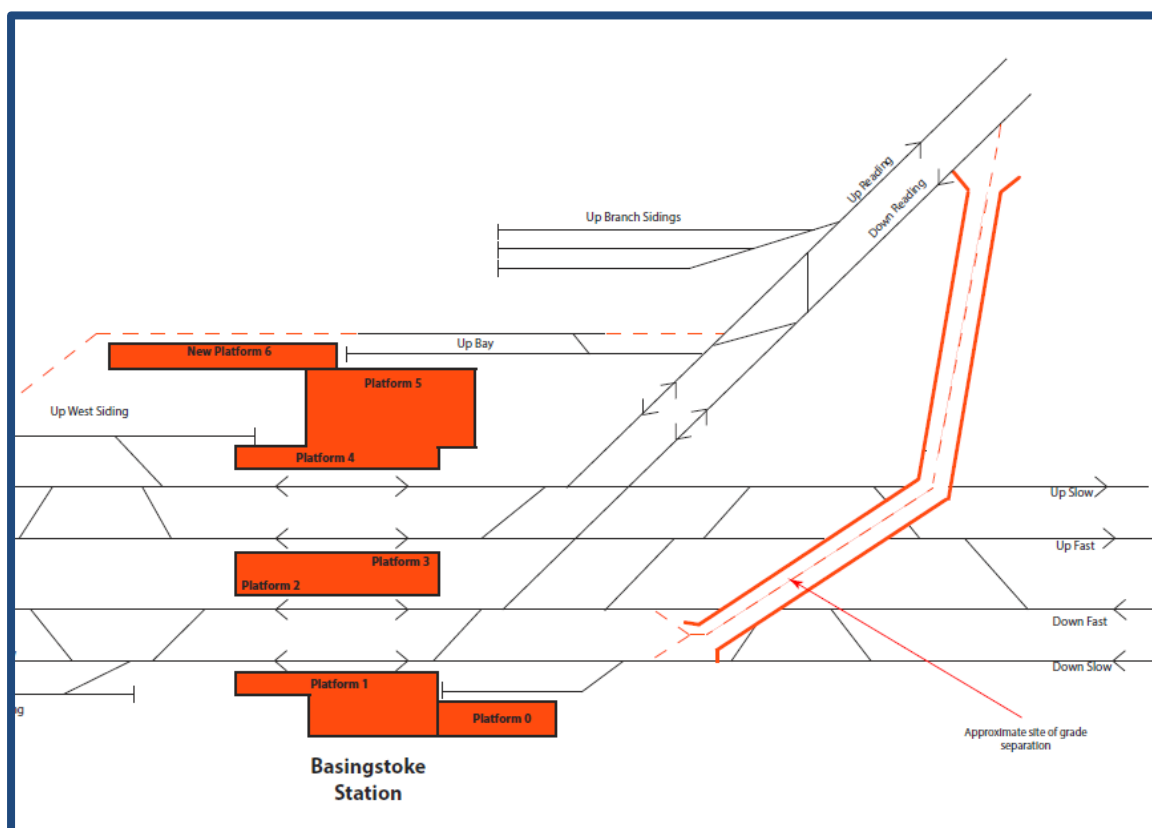 Up Reading
Down Reading
Up Branch Sidings
Up Bay
New Platform 6
Platform 5
Up West Siding
Platform 4
Up Slow
Up Fast
Platform 3
Platform 2
Down Fast
Down Slow
Platform 1
Platform 0
Approximate site of grade
separation
Basingstoke
Station